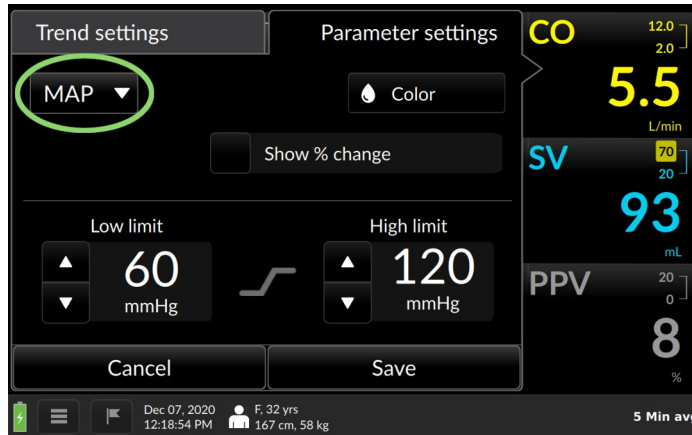 Trend settings
Parameter settings
MAP
Color
Show % change
Low limit
High limit
60
mmHg
120
mmHg
Cancel
Save
CO
12.0
2.0
5.5
L/min
SV
70
20
93
mL
PPV
20
0
8
%
Dec 07, 2020
12:18:54 PM
F, 32 yrs
167 cm, 58 kg
5 Min